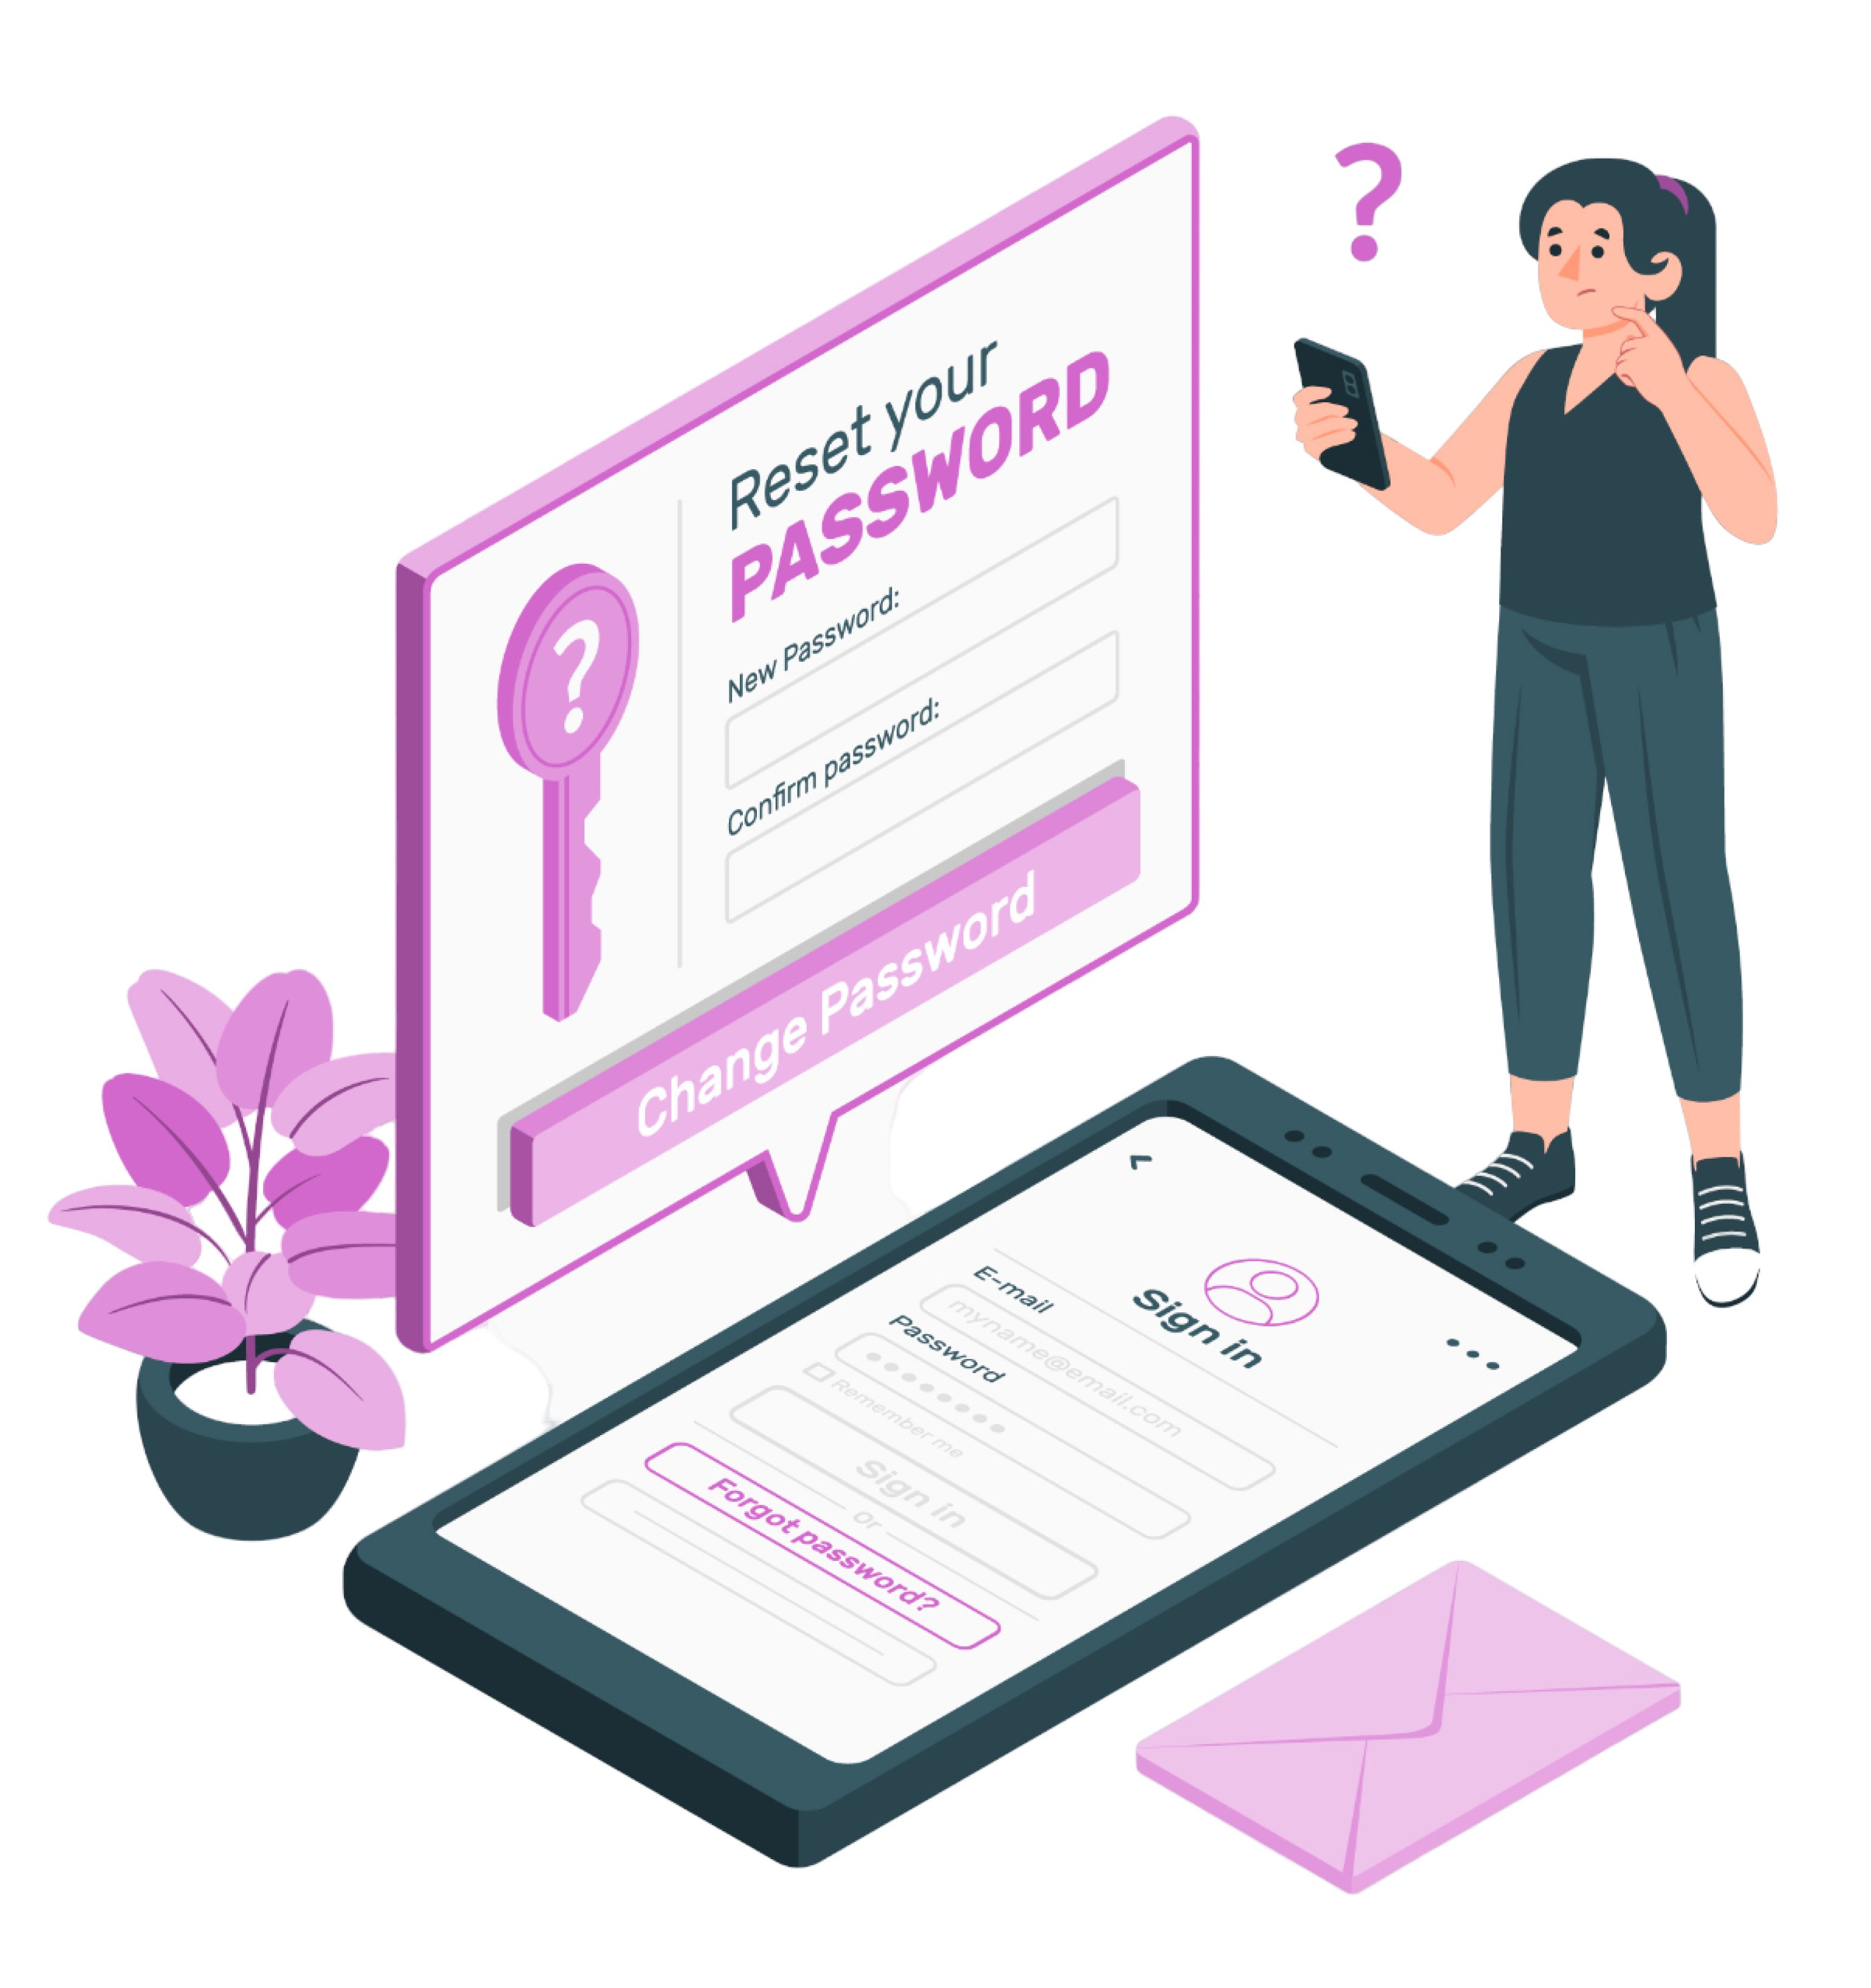 ?
Reset your
PASSWORD
?
New Password:
Confirm password:
Change Password
Sign in
E-mail
myname@email.com
Password
Remember me
Sign in
Or
Forgot password?